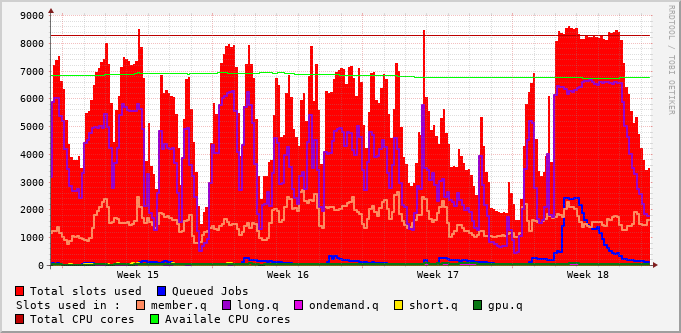 9000
8000
7000
6000
5000
4000
3000
2000
1000
0
Week 15 Week 16 Week 17 Week 18
RRDTOOL / TOBI OETIKER
Total slots used Queued Jobs
Slots used in : member.q long.q ondemand.q short.q gpu.q
Total CPU cores Availale CPU cores